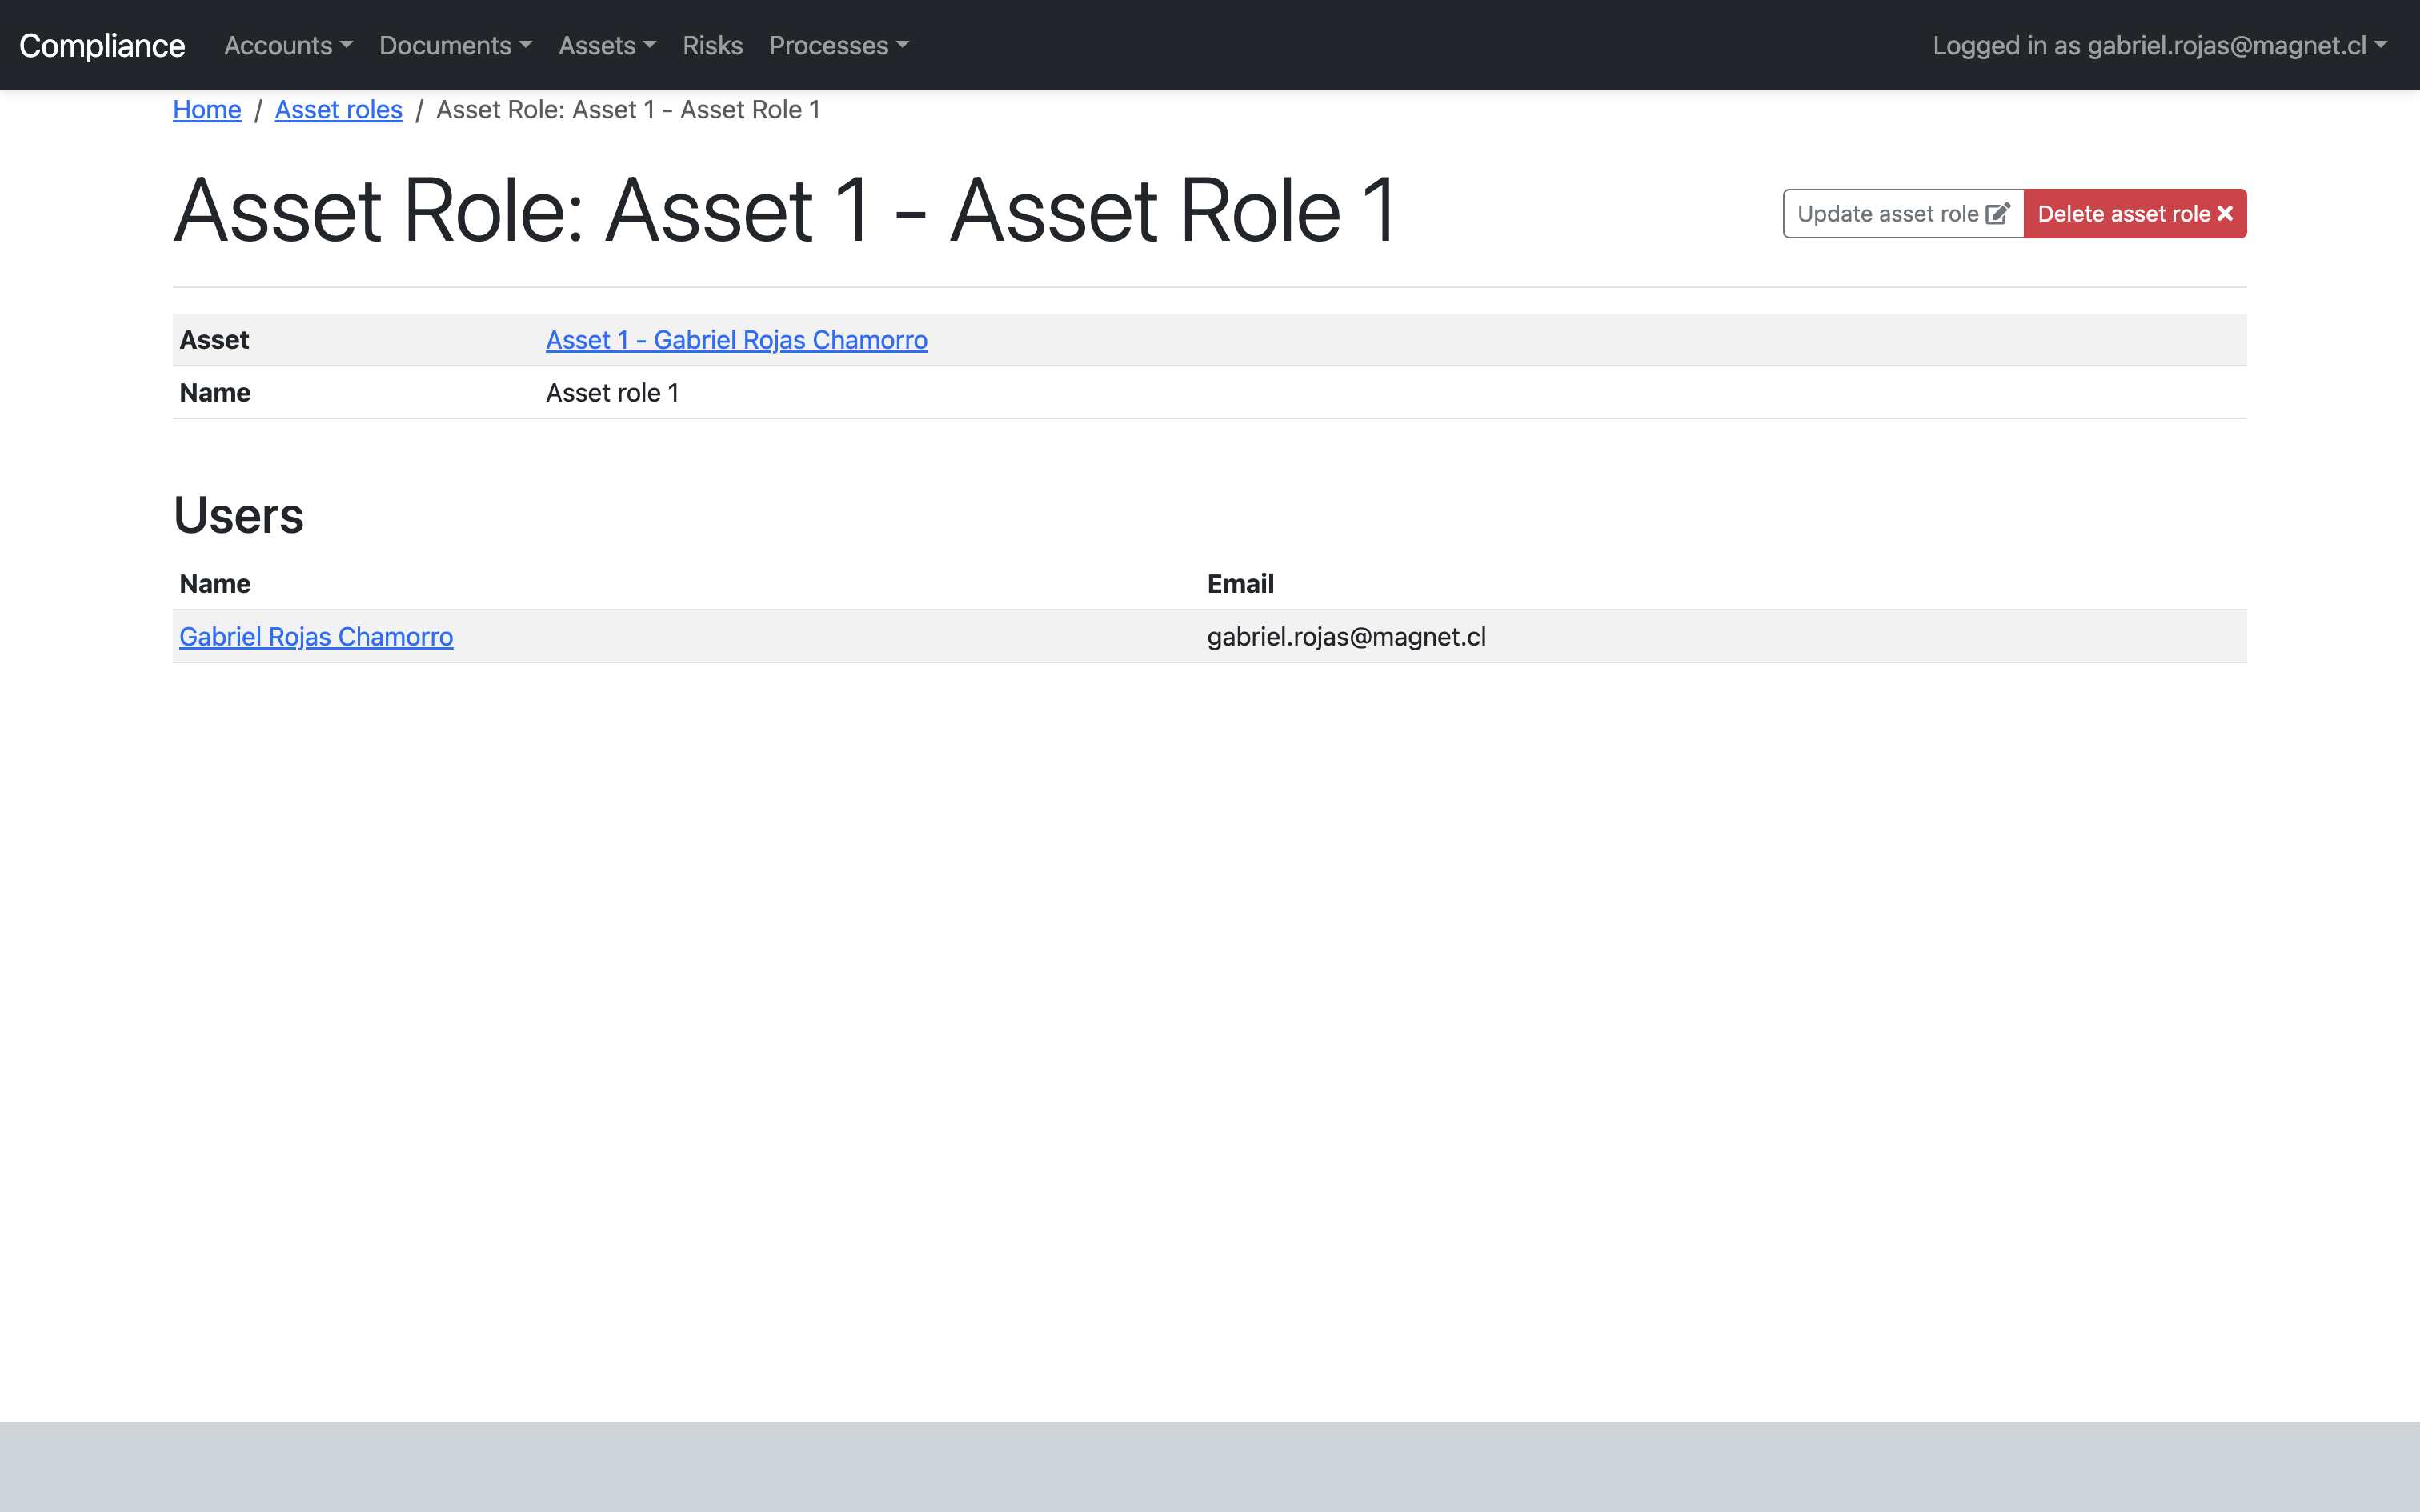 Compliance Accounts Documents Assets Risks Processes Logged in as gabriel.rojas@magnet.cl
Home / Asset roles / Asset Role: Asset 1 - Asset Role 1
Asset Role: Asset 1 - Asset Role 1
Update asset role Delete asset role
Asset Asset 1 - Gabriel Rojas Chamorro
Name Asset role 1
Users
Name Email
Gabriel Rojas Chamorro gabriel.rojas@magnet.cl